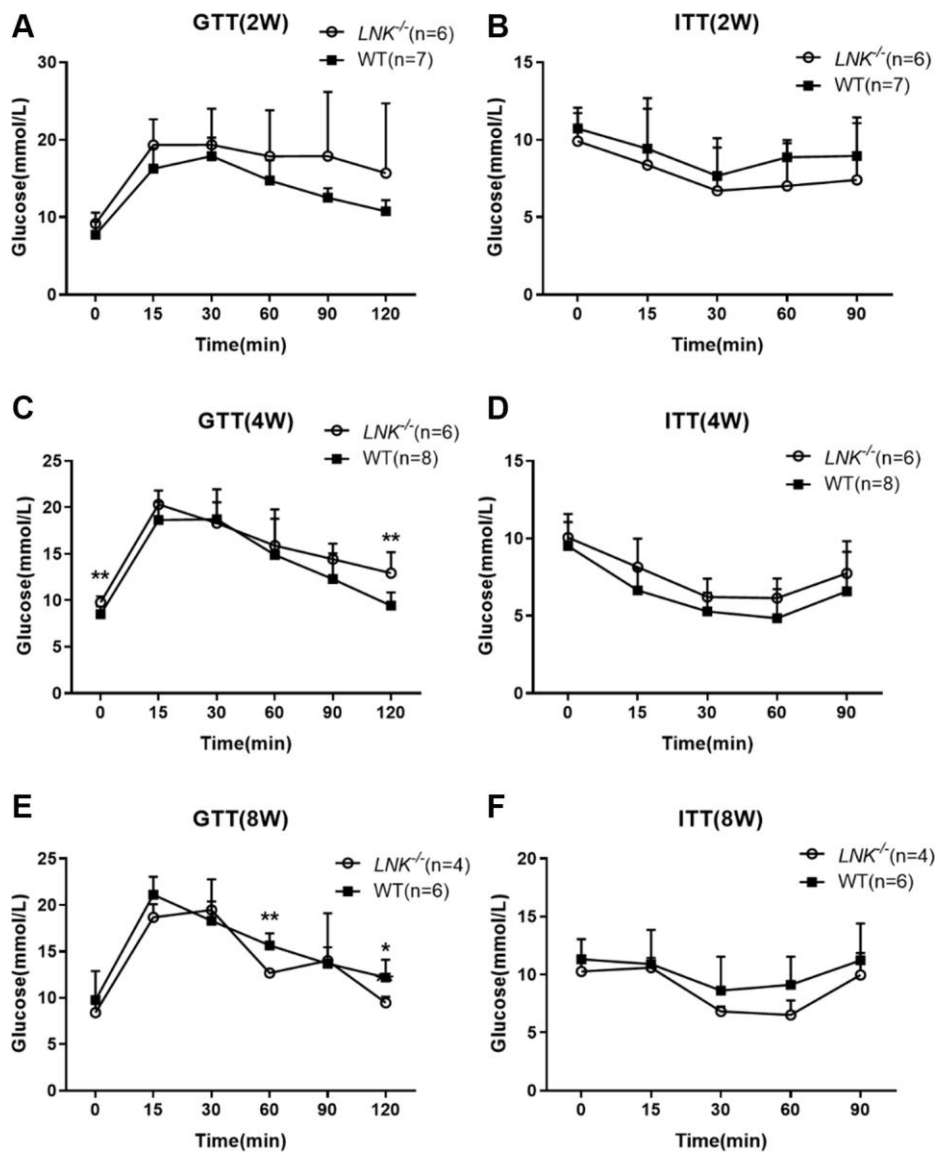 A
GTT(2W)
LNK-/-(n=6)
WT(n=7)
Glucose(mmol/L)
30
20
10
0
0 15 30 60 90 120
Time(min)
B
ITT(2W)
LNK-/-(n=6)
WT(n=7)
Glucose(mmol/L)
15
10
5
0
0 15 30 60 90
Time(min)
C
GTT(4W)
LNK-/-(n=6)
WT(n=8)
Glucose(mmol/L)
25
20
15
10
5
0
**
**
0 15 30 60 90 120
Time(min)
D
ITT(4W)
LNK-/-(n=6)
WT(n=8)
Glucose(mmol/L)
15
10
5
0
0 15 30 60 90
Time(min)
E
GTT(8W)
LNK-/-(n=4)
WT(n=6)
Glucose(mmol/L)
25
20
15
10
5
0
**
*
0 15 30 60 90 120
Time(min)
F
ITT(8W)
LNK-/-(n=4)
WT(n=6)
Glucose(mmol/L)
20
15
10
5
0
0 15 30 60 90
Time(min)